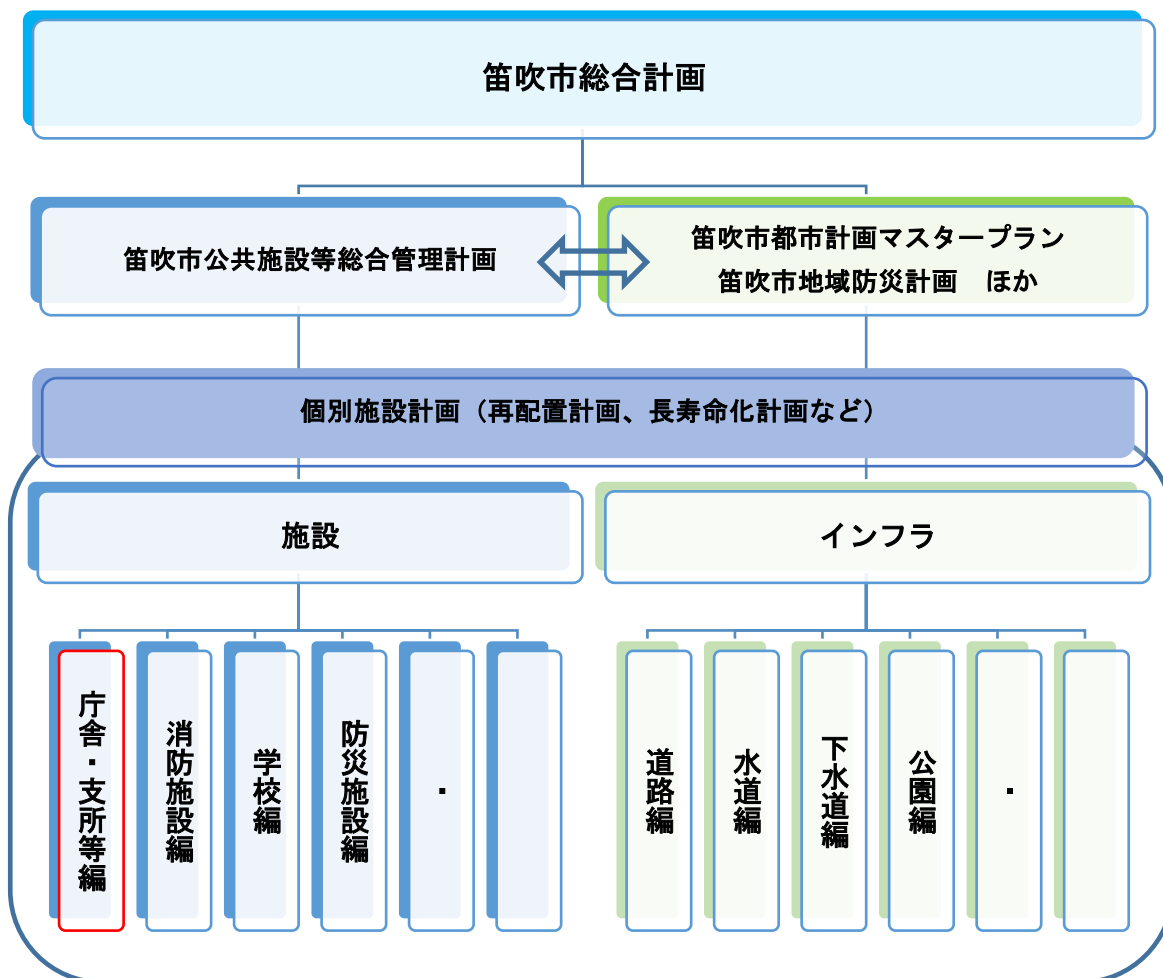 笛吹市総合計画
笛吹市公共施設等総合管理計画
笛吹市都市計画マスタープラン
笛吹市地域防災計画　ほか
個別施設計画（再配置計画、長寿命化計画など）
施設
インフラ
庁舎・支所等編
消防施設編
学校編
防災施設編
・
道路編
水道編
下水道編
公園編
・